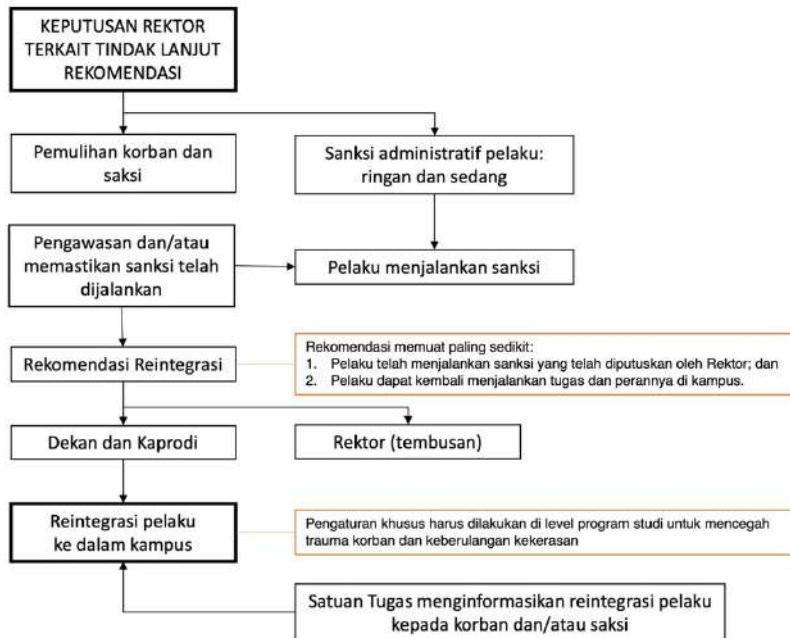 KEPUTUSAN REKTOR
TERKAIT TINDAK LANJUT
REKOMENDASI
Pemulihan korban dan
saksi
Sanksi administratif pelaku:
ringan dan sedang
Pengawasan dan/atau
memastikan sanksi telah
dijalankan
Pelaku menjalankan sanksi
Rekomendasi Reintegrasi
Rekomendasi memuat paling sedikit:
1. Pelaku telah menjalankan sanksi yang telah diputuskan oleh Rektor; dan
2. Pelaku dapat kembali menjalankan tugas dan perannya di kampus.
Dekan dan Kaprodi
Rektor (tembusan)
Reintegrasi pelaku
ke dalam kampus
Pengaturan khusus harus dilakukan di level program studi untuk mencegah
trauma korban dan keberulangan kekerasan
Satuan Tugas menginformasikan reintegrasi pelaku
kepada korban dan/atau saksi